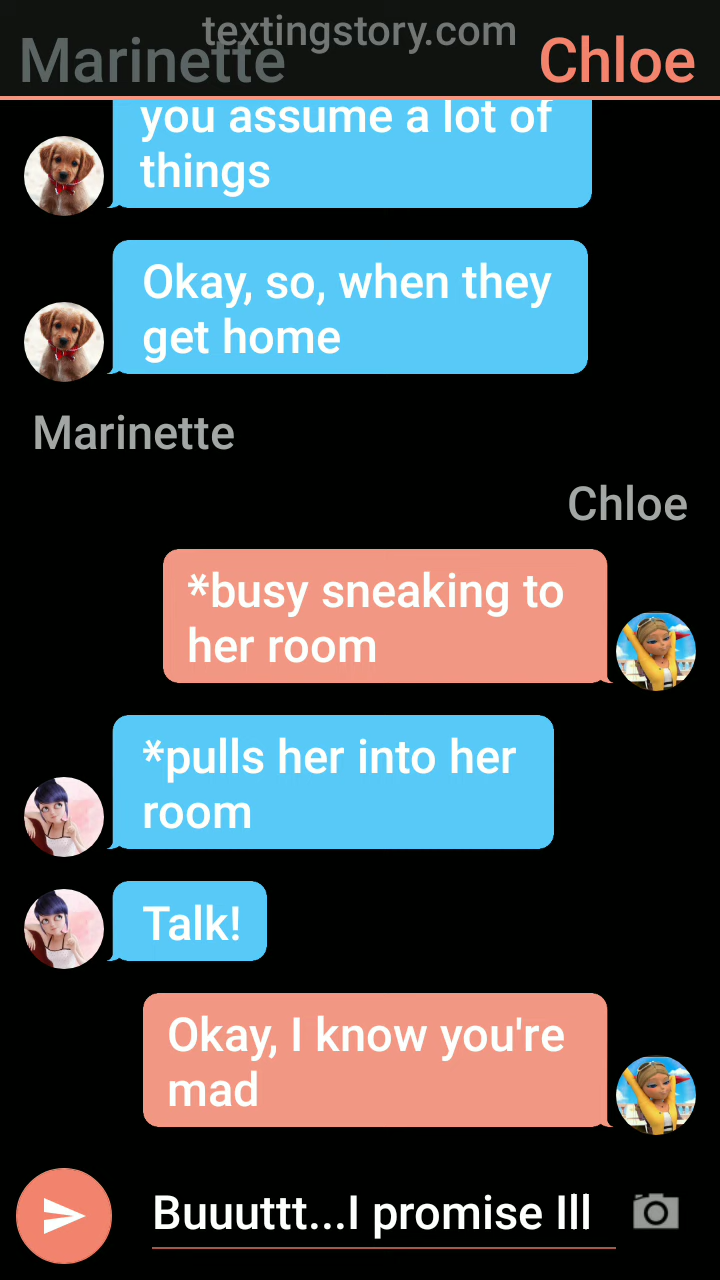 textingstory.com
Marinette
Chloe
you assume a lot of
things
Okay, so, when they
get home
Marinette
Chloe
*busy sneaking to
her room
*pulls her into her
room
Talk!
Okay, I know you're
mad
Buuuttt...I promise Ill